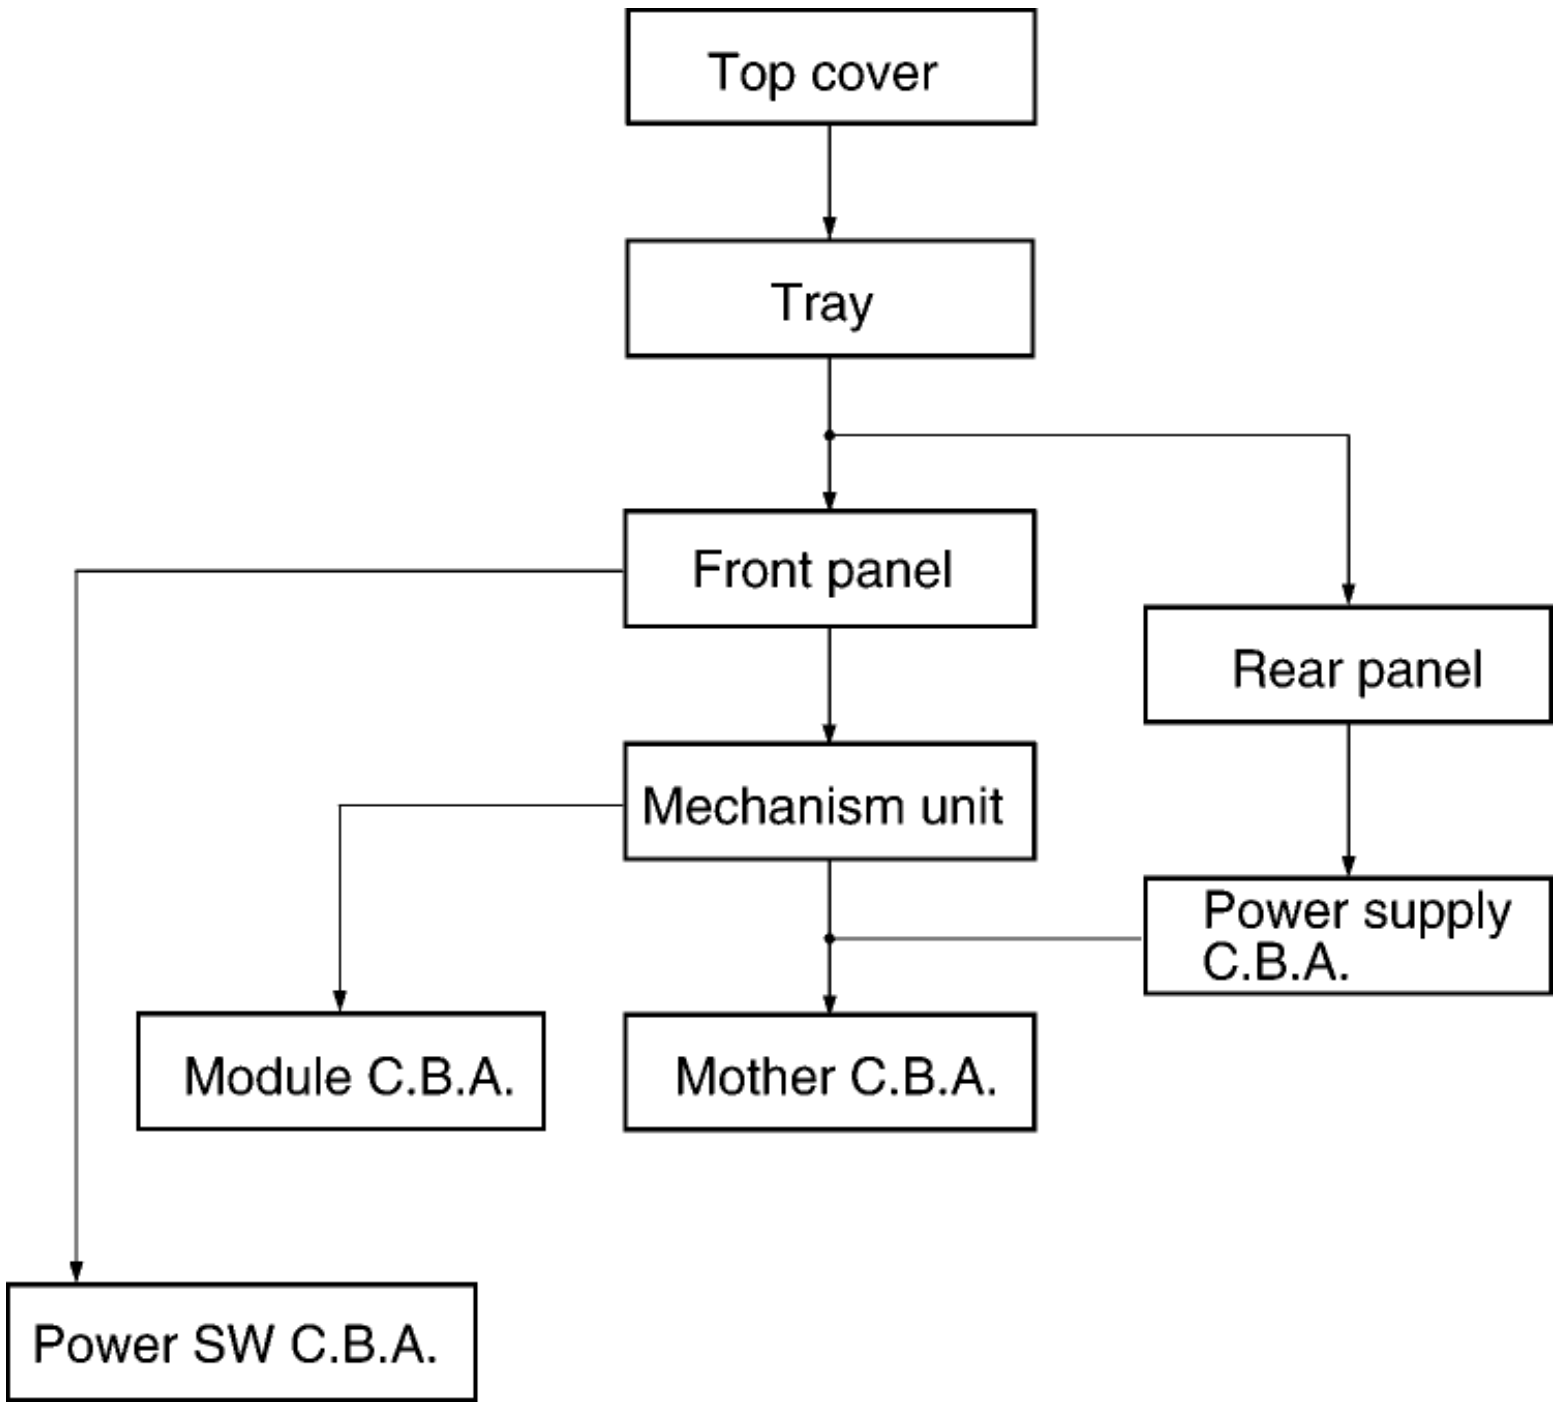 Top cover
Tray
Front panel
Rear panel
Mechanism unit
Power supply
C.B.A.
Module C.B.A.
Mother C.B.A.
Power SW C.B.A.